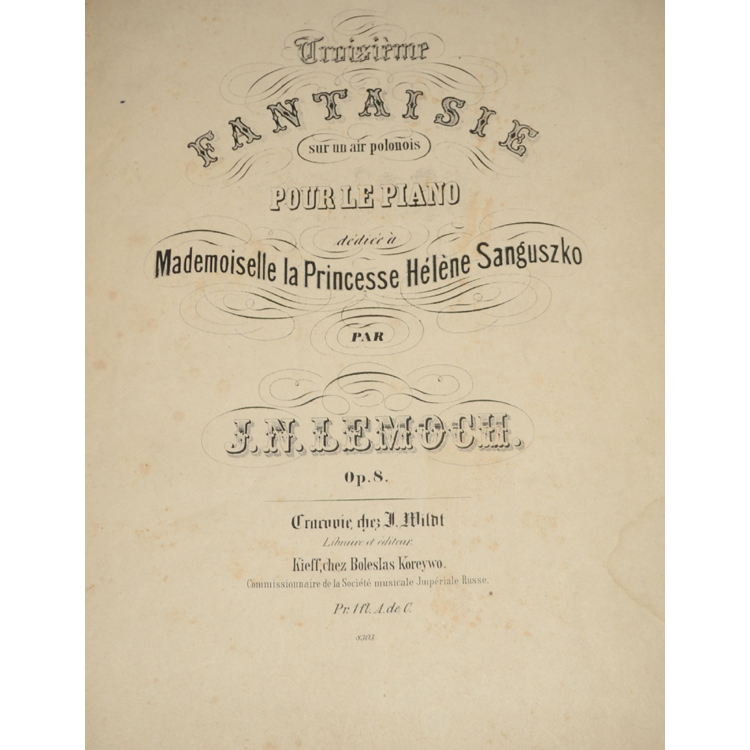 Troisième
FANTAISIE
sur un air polonois
POUR LE PIANO
dédiée à
Mademoiselle la Princesse Hélène Sanguszko
PAR
J. N. LEMOCH.
Op. 8.
Cracovie, chez J. Wildt
Libraire et éditeur.
Kieff, chez Boleslas Koreywo.
Commissionnaire de la Société musicale Impériale Russe.
Pr. 1 fl. A. de C.
8303.